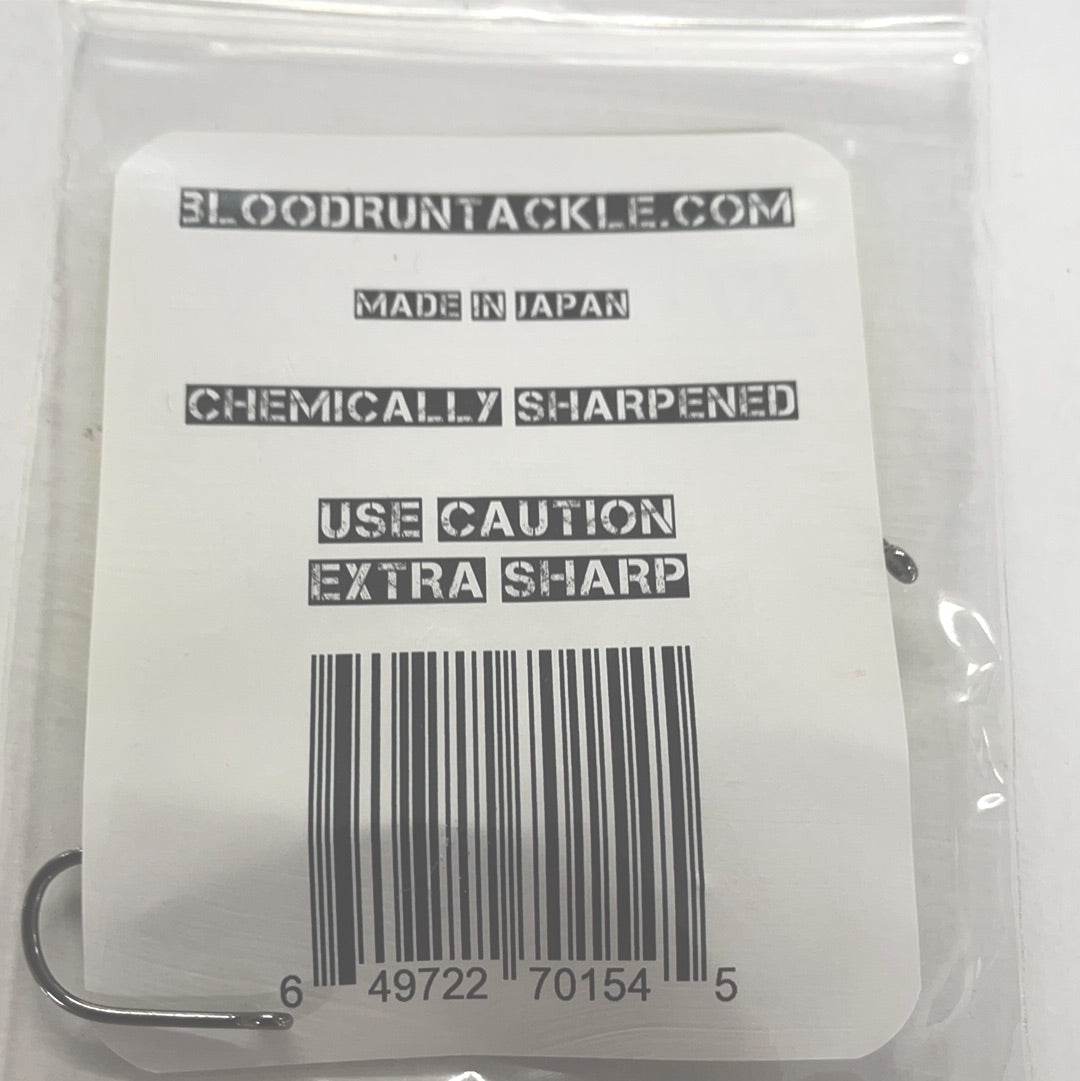 BLOODRUNTACKLE.COM
MADE IN JAPAN
CHEMICALLY SHARPENED
USE CAUTION
EXTRA SHARP
6 49722 70154 5